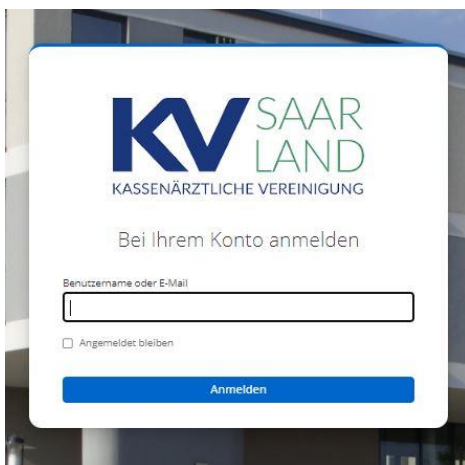 KV SAAR
LAND
KASSENÄRZTLICHE VEREINIGUNG
Bei Ihrem Konto anmelden
Benutzername oder E-Mail
Angemeldet bleiben
Anmelden